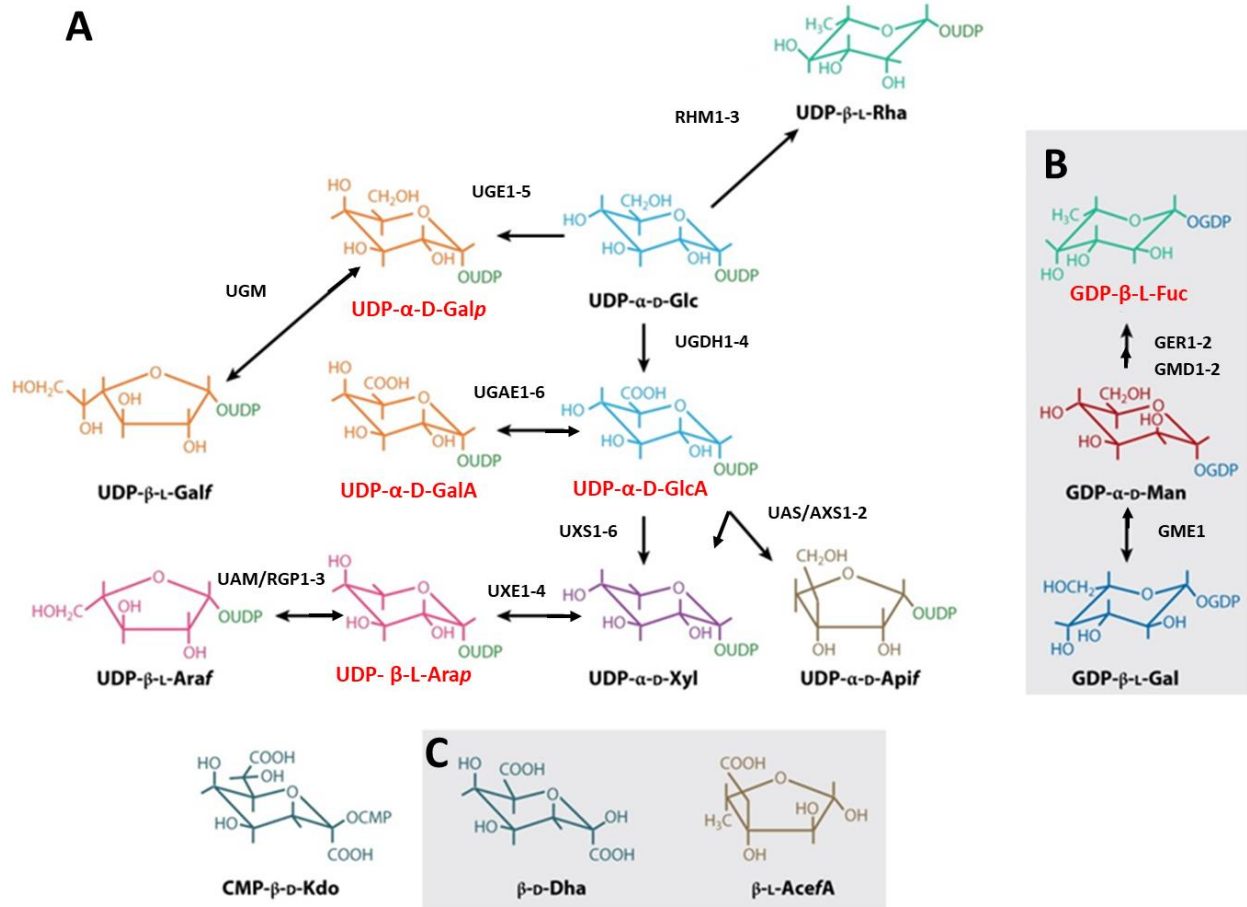 A
H₃C
O
OUDP
HO
HO
OH
UDP-β-L-Rha
RHM1-3
B
HO
CH₂OH
O
HO
OH
OUDP
UDP-α-D-Galp
UGE1-5
CH₂OH
HO
O
HO
OH
OUDP
UDP-α-D-Glc
H₃C
O
OGDP
HO
OH
HO
GDP-β-L-Fuc
UGM
UGDH1-4
GER1-2
GMD1-2
HOH₂C
O
OH
OH
OUDP
OH
UDP-β-L-Galf
HO
COOH
O
HO
OH
OUDP
UDP-α-D-GalA
UGAE1-6
COOH
HO
O
HO
OH
OUDP
UDP-α-D-GlcA
CH₂OH
HO
O
HO
HO
OGDP
GDP-α-D-Man
UXS1-6
UAS/AXS1-2
GME1
O
HOH₂C
OH
OUDP
OH
UDP-β-L-Araf
UAM/RGP1-3
HO
O
HO
OH
OUDP
UDP- β-L-Arap
UXE1-4
HO
O
HO
OH
OUDP
UDP-α-D-Xyl
CH₂OH
O
OUDP
OH
OH
UDP-α-D-Apif
HOH₂C
O
OGDP
HO
OH
HO
GDP-β-L-Gal
COOH
HO
OH
O
HO
OCMP
COOH
CMP-β-D-Kdo
C
HO
COOH
O
HO
OH
COOH
β-D-Dha
COOH
O
HO
OH
H₃C
OH
β-L-AcefA